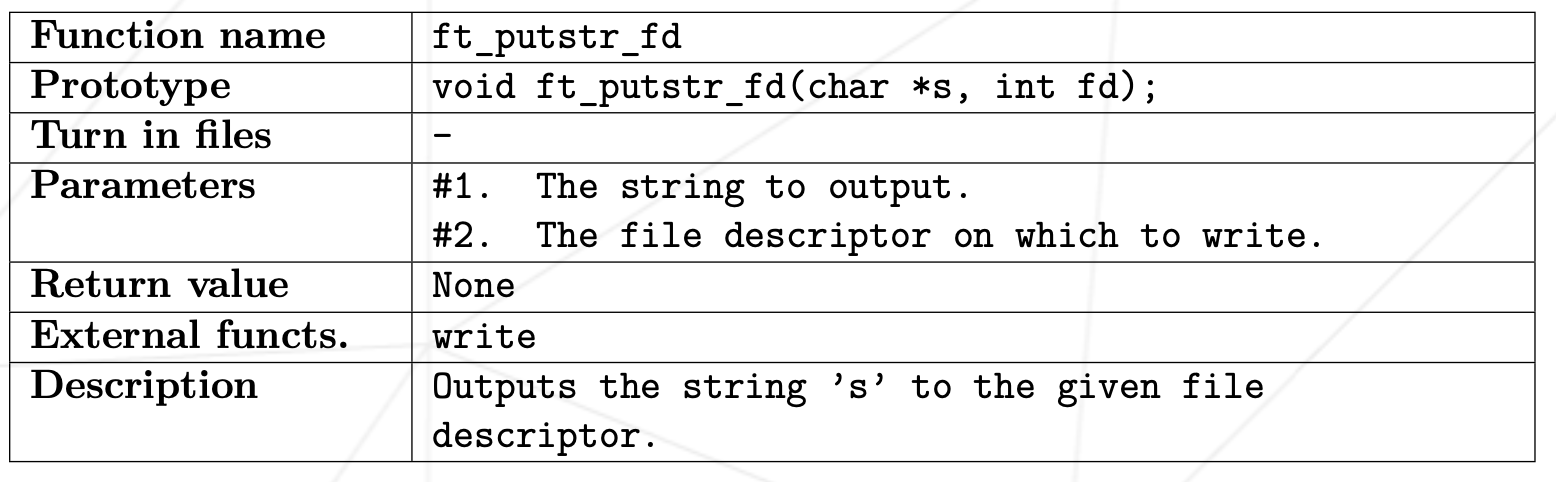 Function name ft_putstr_fd
Prototype void ft_putstr_fd(char *s, int fd);
Turn in files -
Parameters #1. The string to output.
#2. The file descriptor on which to write.
Return value None
External functs. write
Description Outputs the string ’s’ to the given file
descriptor.